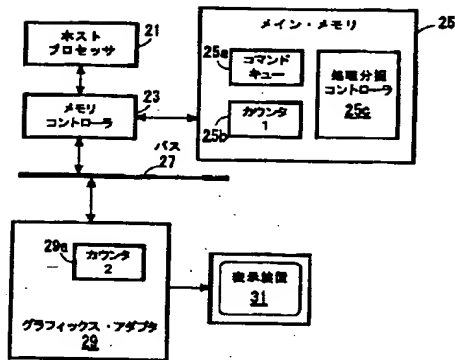 ホスト
プロセッサ
21
メモリ
コントローラ
23
メイン・メモリ
25
25a
コマンド
キュー
カウンタ
1
25b
処理分割
コントローラ
25c
バス
27
29a
カウンタ
2
グラフィックス・アダプタ
29
表示装置
31